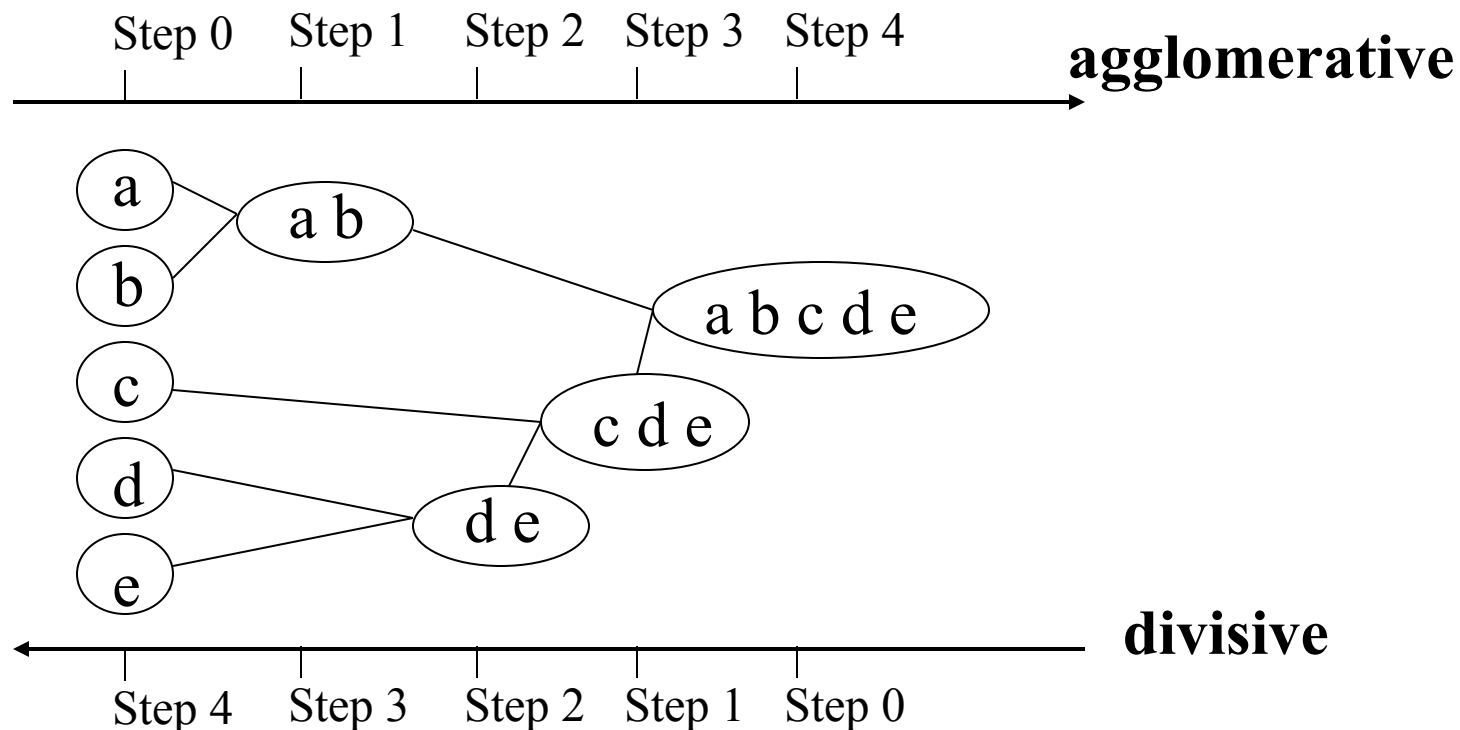 Step 0 Step 1 Step 2 Step 3 Step 4
agglomerative
a
a b
b
a b c d e
c
c d e
d
d e
e
divisive
Step 4 Step 3 Step 2 Step 1 Step 0